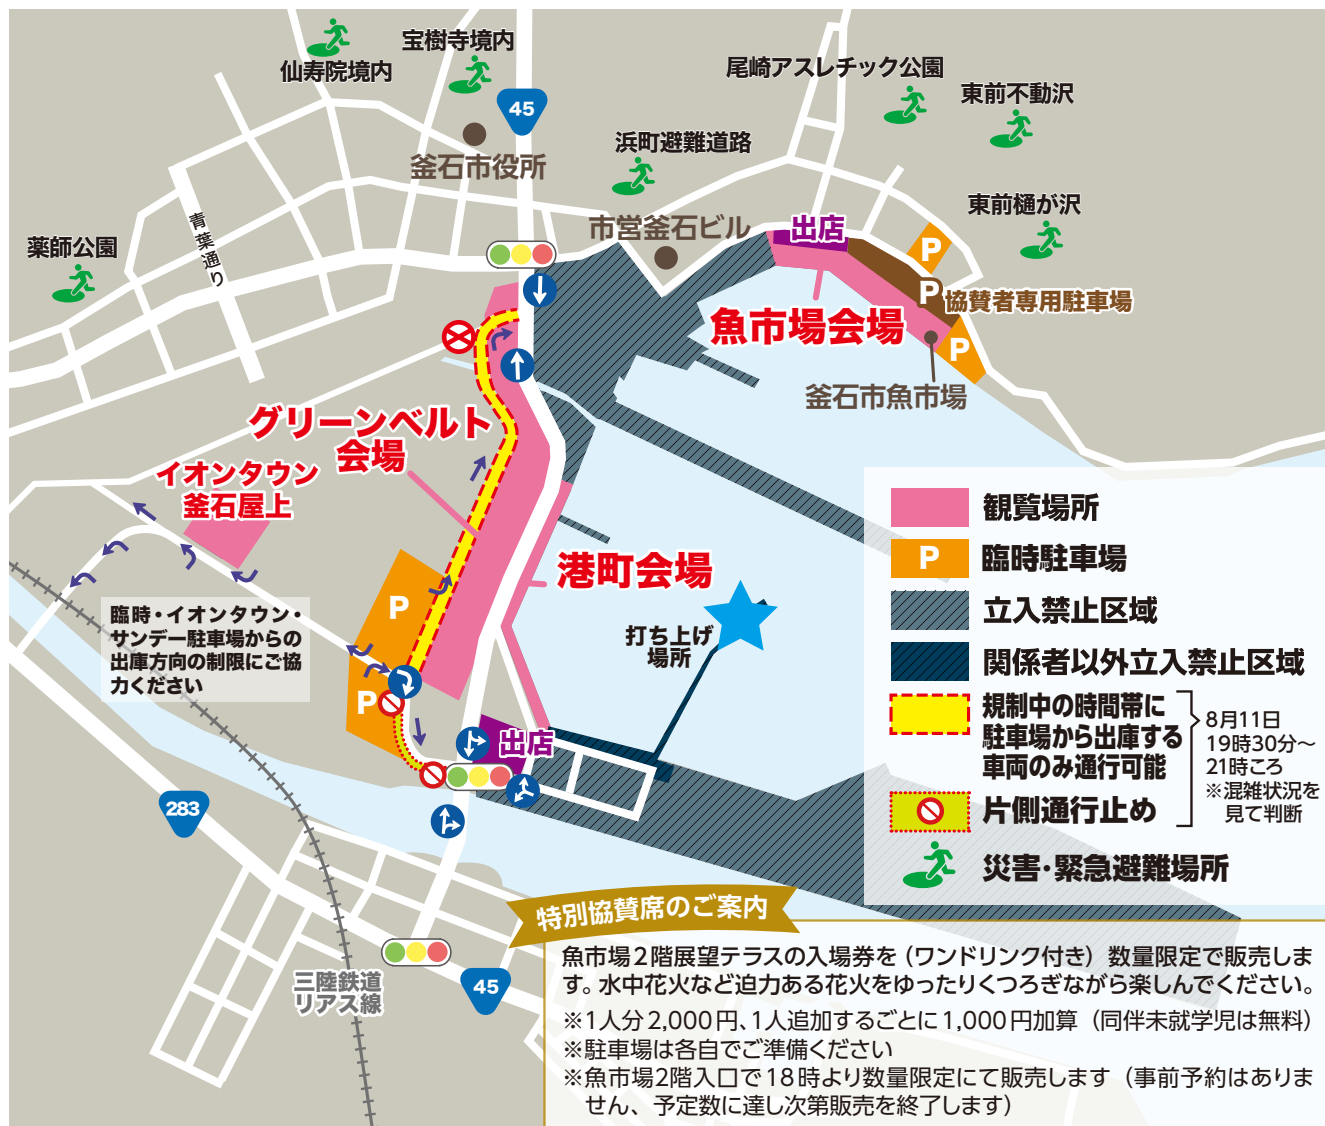 仙寿院境内
宝樹寺境内
45
釜石市役所
尾崎アスレチック公園
東前不動沢
浜町避難道路
東前樋が沢
市営釜石ビル
出店
薬師公園
青葉通り
P
P
協賛者専用駐車場
魚市場会場
P
釜石市魚市場
グリーンベルト
会場
イオンタウン
釜石屋上
港町会場
P
打ち上げ
場所
臨時・イオンタウン・
サンデー駐車場からの
出庫方向の制限にご協
力ください
P
出店
283
三陸鉄道
リアス線
45
観覧場所
P
臨時駐車場
立入禁止区域
関係者以外立入禁止区域
規制中の時間帯に
駐車場から出庫する
車両のみ通行可能
片側通行止め
8月11日
19時30分～
21時ころ
※混雑状況を
見て判断
災害・緊急避難場所
特別協賛席のご案内
魚市場2階展望テラスの入場券を（ワンドリンク付き）数量限定で販売しま
す。水中花火など迫力ある花火をゆったりくつろぎながら楽しんでください。
※1人分2,000円、1人追加するごとに1,000円加算（同伴未就学児は無料）
※駐車場は各自でご準備ください
※魚市場2階入口で18時より数量限定にて販売します（事前予約はありま
せん、予定数に達し次第販売を終了します）